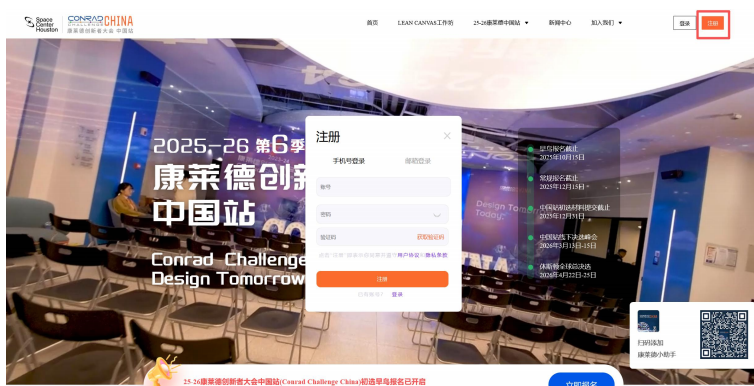 Space
Center
Houston
CONRAD CHINA
CHALLENGE
康莱德创新者大会 中国站
首页
LEAN CANVAS工作坊
25-26康莱德中国站
新闻中心
加入我们
登录
注册
2025-26 第6季
康莱德创新
中国站
Conrad Challenge
Design Tomorrow
注册
手机号登录
邮箱登录
账号
密码
验证码
获取验证码
用户协议
隐私条款
注册
已有账号?
登录
Design Tom
Today
早鸟报名截止
2025年10月15日
常规报名截止
2025年12月15日
中国站初选材料提交截止
2025年12月31日
中国站线下决选峰会
2026年3月13日-15日
休斯顿全球总决选
2026年4月22日-25日
扫码添加
康莱德小助手
25-26康莱德创新者大会中国站(Conrad Challenge China)初选早鸟报名已开启
立即报名